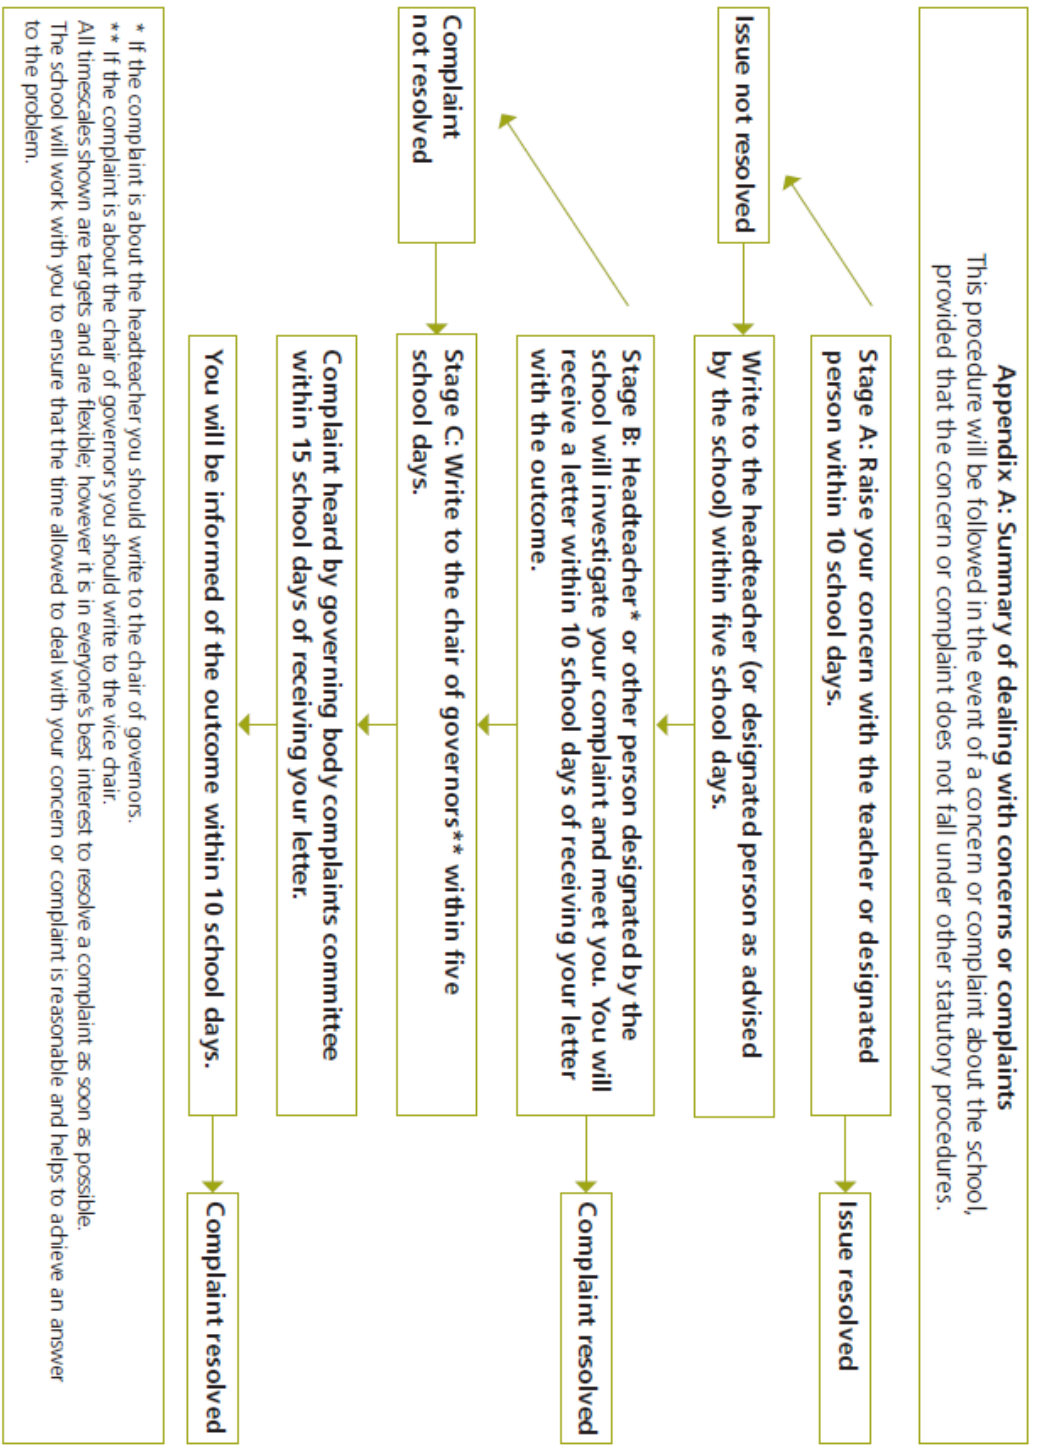 Appendix A: Summary of dealing with concerns or complaints
This procedure will be followed in the event of a concern or complaint about the school,
provided that the concern or complaint does not fall under other statutory procedures.
Stage A: Raise your concern with the teacher or designated
person within 10 school days.
Issue resolved
Issue not resolved
Write to the headteacher (or designated person as advised
by the school) within five school days.
Stage B: Headteacher* or other person designated by the
school will investigate your complaint and meet you. You will
receive a letter within 10 school days of receiving your letter
with the outcome.
Complaint resolved
Complaint
not resolved
Stage C: Write to the chair of governors** within five
school days.
Complaint heard by governing body complaints committee
within 15 school days of receiving your letter.
You will be informed of the outcome within 10 school days.
Complaint resolved
* If the complaint is about the headteacher you should write to the chair of governors.
** If the complaint is about the chair of governors you should write to the vice chair.
All timescales shown are targets and are flexible; however it is in everyone's best interest to resolve a complaint as soon as possible.
The school will work with you to ensure that the time allowed to deal with your concern or complaint is reasonable and helps to achieve an answer
to the problem.